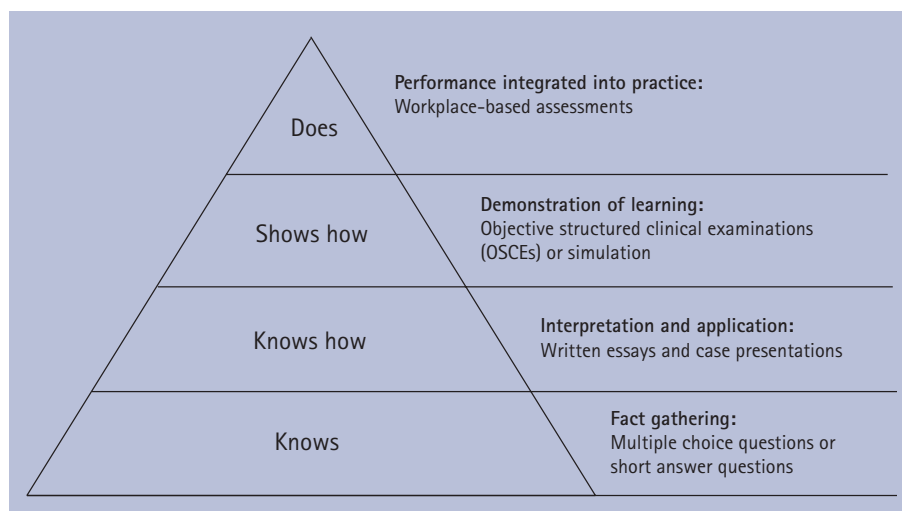 Does
Performance integrated into practice:
Workplace-based assessments
Shows how
Demonstration of learning:
Objective structured clinical examinations
(OSCEs) or simulation
Knows how
Interpretation and application:
Written essays and case presentations
Knows
Fact gathering:
Multiple choice questions or
short answer questions